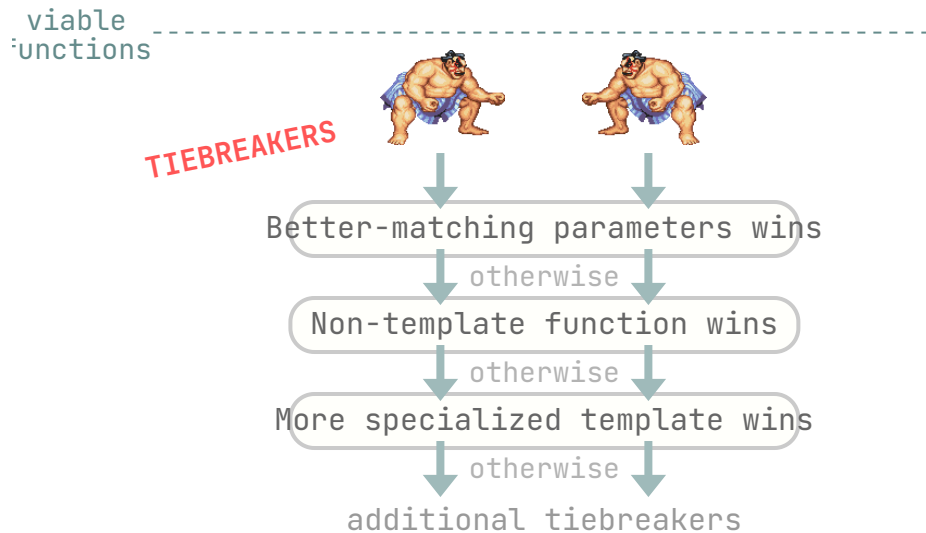 viable
functions
TIEBREAKERS
Better-matching parameters wins
otherwise
Non-template function wins
otherwise
More specialized template wins
otherwise
additional tiebreakers